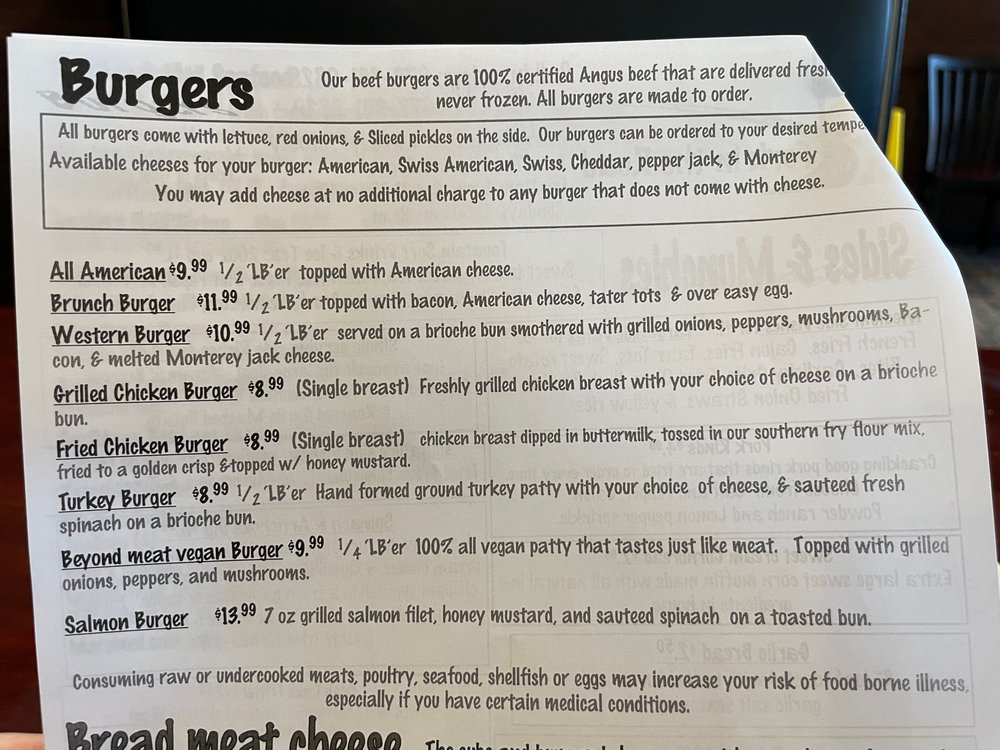 Burgers
Our beef burgers are 100% certified Angus beef that are delivered fresh
never frozen. All burgers are made to order.
All burgers come with lettuce, red onions, & Sliced pickles on the side. Our burgers can be ordered to your desired
Available cheeses for your burger: American, Swiss American, Swiss, Cheddar, pepper jack, & Monterey
You may add cheese at no additional charge to any burger that does not come with cheese.
All American $9.99 1/2 'LB'er topped with American cheese.
Brunch Burger $11.99 1/2 'LB'er topped with bacon, American cheese, tater tots & over easy egg.
Western Burger $10.99 1/2 'LB'er served on a brioche bun smothered with grilled onions, peppers, mushrooms, Ba-
con, & melted Monterey jack cheese.
Grilled Chicken Burger $8.99 (Single breast) Freshly grilled chicken breast with your choice of cheese on a brioche
bun.
Fried Chicken Burger $8.99 (Single breast) chicken breast dipped in buttermilk, tossed in our southern fry flour mix,
fried to a golden crisp &topped w/ honey mustard.
Turkey Burger $8.99 1/2 'LB'er Hand formed ground turkey patty with your choice of cheese, & sauteed fresh
spinach on a brioche bun.
Beyond meat vegan Burger $9.99 1/4 'LB'er 100% all vegan patty that tastes just like meat. Topped with grilled
onions, peppers, and mushrooms.
Salmon Burger $13.99 7 oz grilled salmon filet, honey mustard, and sauteed spinach on a toasted bun.
Consuming raw or undercooked meats, poultry, seafood, shellfish or eggs may increase your risk of food borne illness,
especially if you have certain medical conditions.
Bread meat cheese